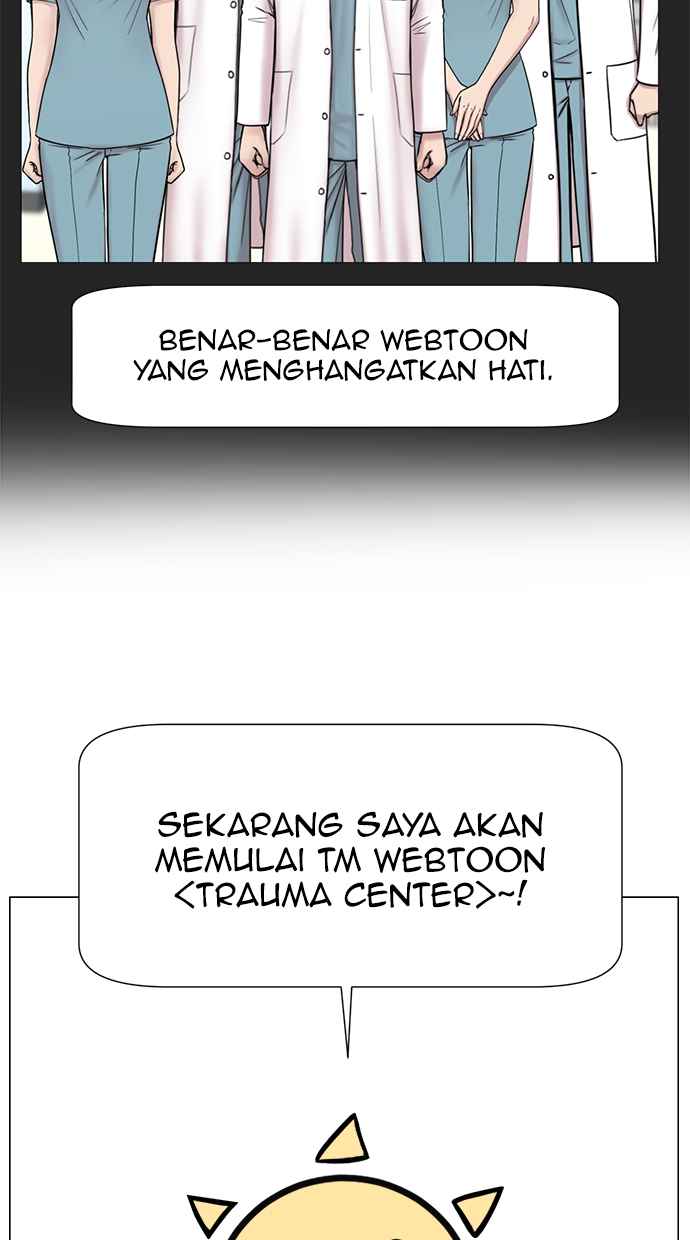 BENAR-BENAR WEBTOON
YANG MENGHANGATKAN HATI.
SEKARANG SAYA AKAN
MEMULAI TM WEBTOON
<TRAUMA CENTER>~!